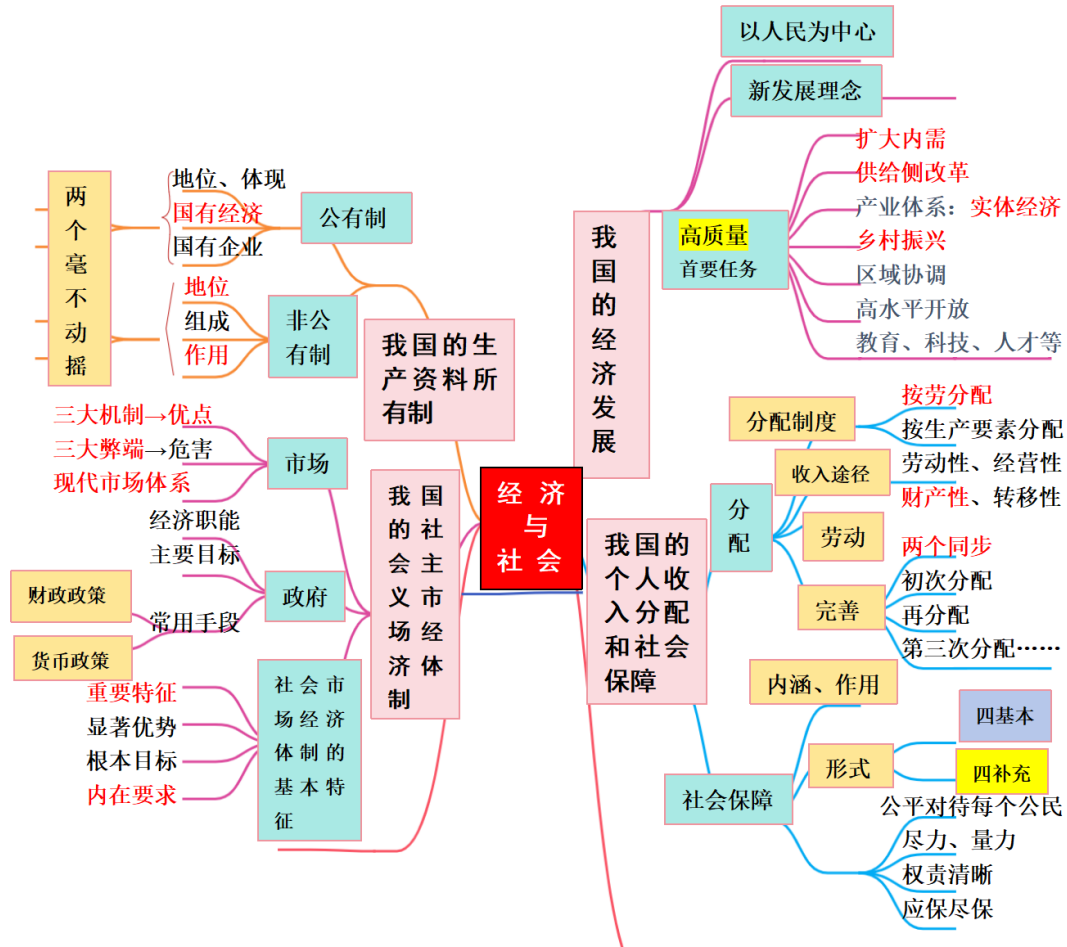 经济
与
社会
两个毫不动摇
地位、体现
国有经济
国有企业
公有制
地位
组成
作用
非公
有制
我国的生
产资料所
有制
三大机制→优点
三大弊端→危害
现代市场体系
市场
经济职能
主要目标
常用手段
财政政策
货币政策
政府
重要特征
显著优势
根本目标
内在要求
社会市
场经济
体制的
基本特
征
我国
的社
会主
义市
场经
济体
制
我国的经济发展
以人民为中心
新发展理念
高质量
首要任务
扩大内需
供给侧改革
产业体系：实体经济
乡村振兴
区域协调
高水平开放
教育、科技、人才等
我国的
个人收
入分配
和社会
保障
分配
分配制度
按劳分配
按生产要素分配
收入途径
劳动性、经营性
财产性、转移性
劳动
完善
两个同步
初次分配
再分配
第三次分配……
社会保障
内涵、作用
形式
四基本
四补充
公平对待每个公民
尽力、量力
权责清晰
应保尽保